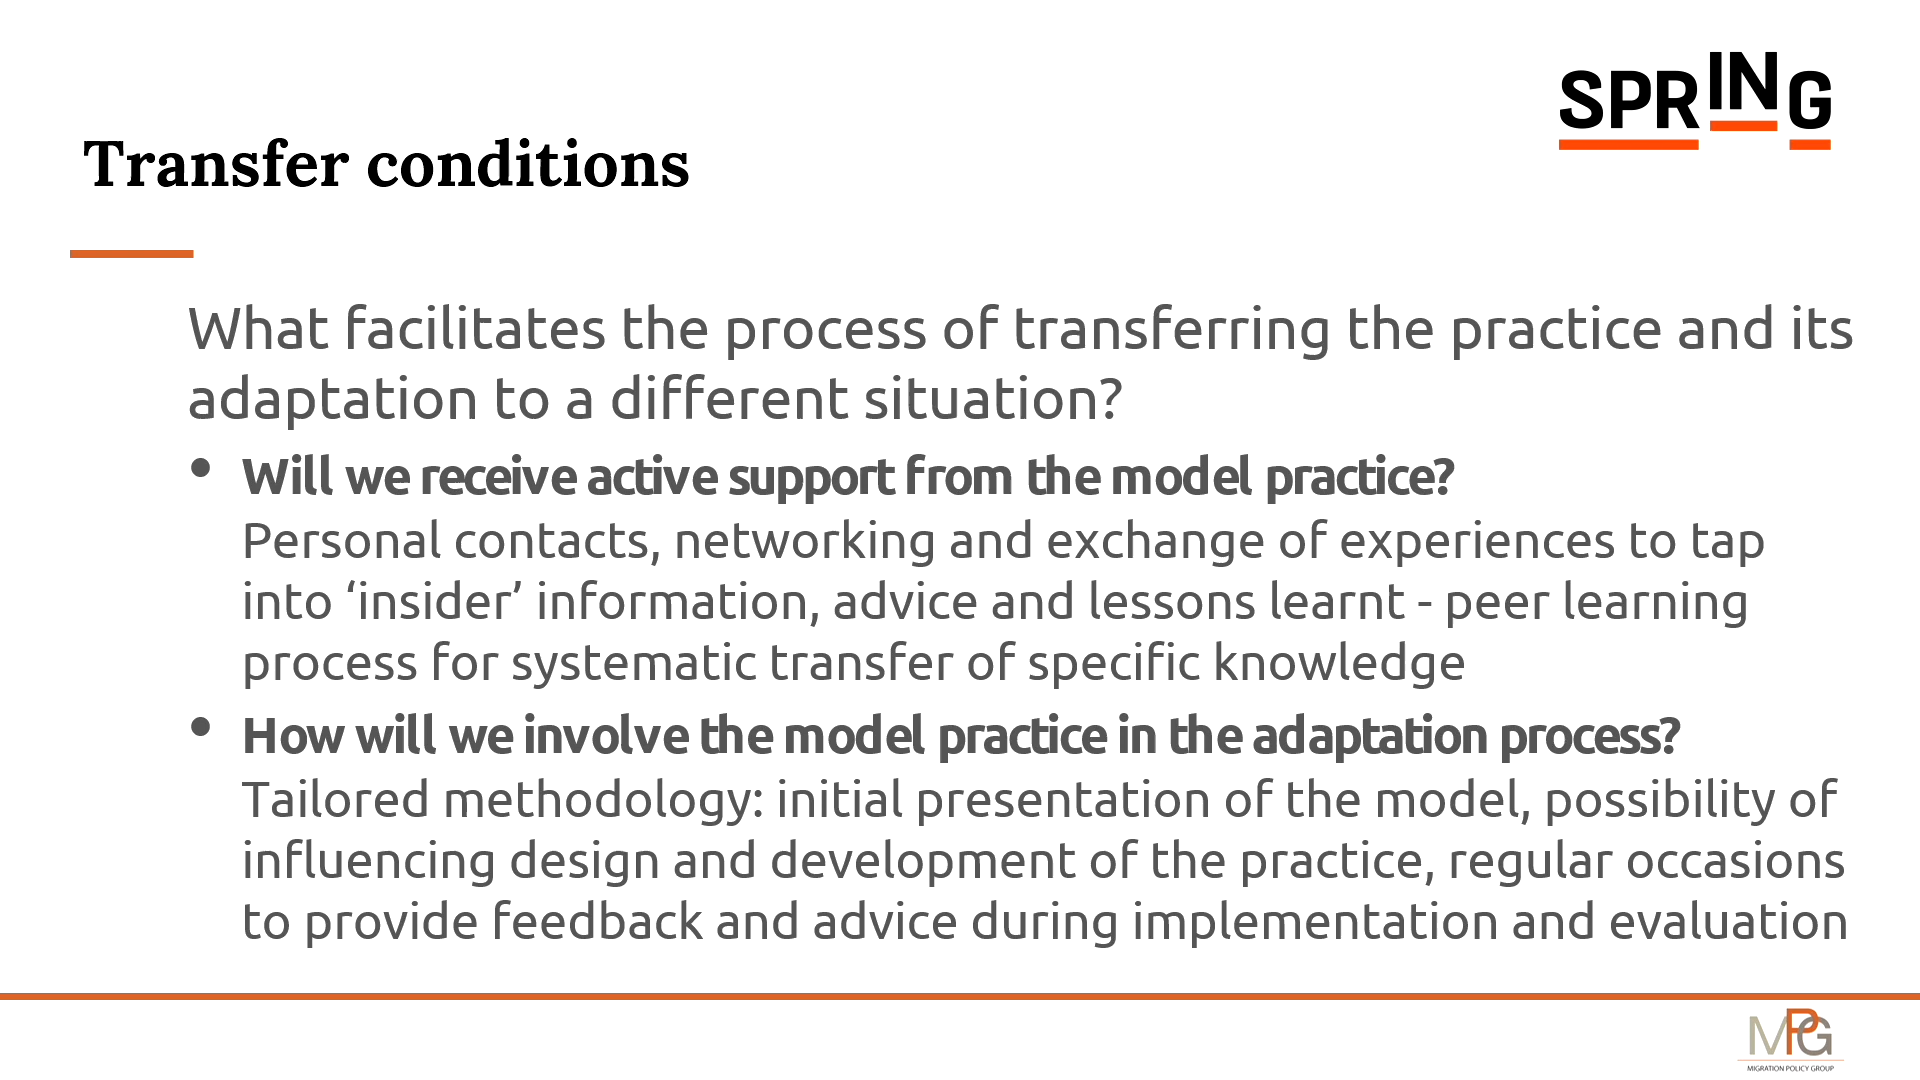 SPRING
Transfer conditions
What facilitates the process of transferring the practice and its
adaptation to a different situation?
• Will we receive active support from the model practice?
Personal contacts, networking and exchange of experiences to tap
into ‘insider’ information, advice and lessons learnt - peer learning
process for systematic transfer of specific knowledge
• How will we involve the model practice in the adaptation process?
Tailored methodology: initial presentation of the model, possibility of
influencing design and development of the practice, regular occasions
to provide feedback and advice during implementation and evaluation
MPG
MIGRATION POLICY GROUP